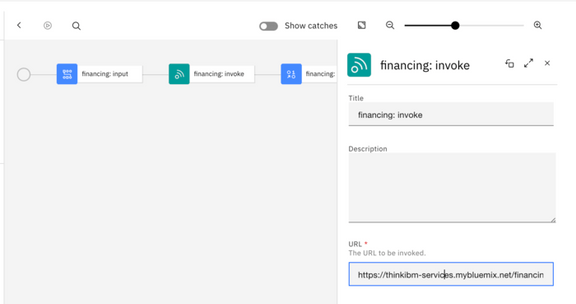 Show catches
financing: input
financing: invoke
financing:
financing: invoke
Title
financing: invoke
Description
URL *
The URL to be invoked.
https://thinkibm-services.mybluemix.net/financin